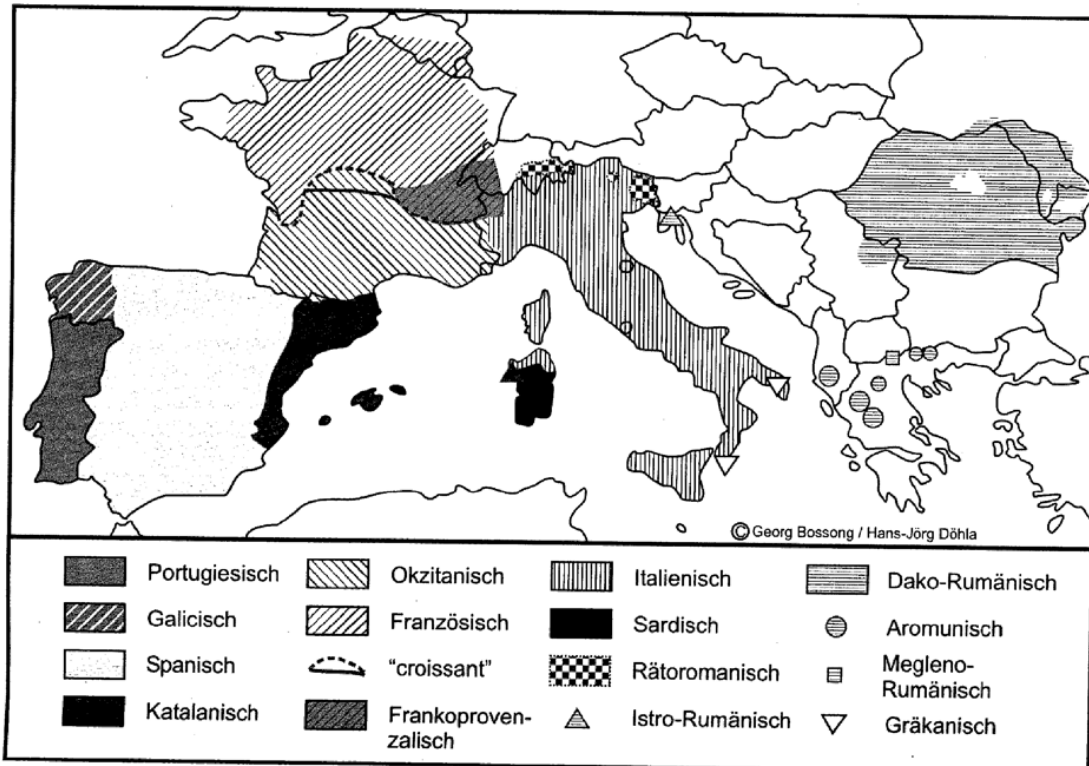 © Georg Bossong / Hans-Jörg Döhla
Portugiesisch
Galicisch
Spanisch
Katalanisch
Okzitanisch
Französisch
"croissant"
Frankoproven-
zalisch
Italienisch
Sardisch
Rätoromanisch
Istro-Rumänisch
Dako-Rumänisch
Aromunisch
Megleno-
Rumänisch
Gräkanisch